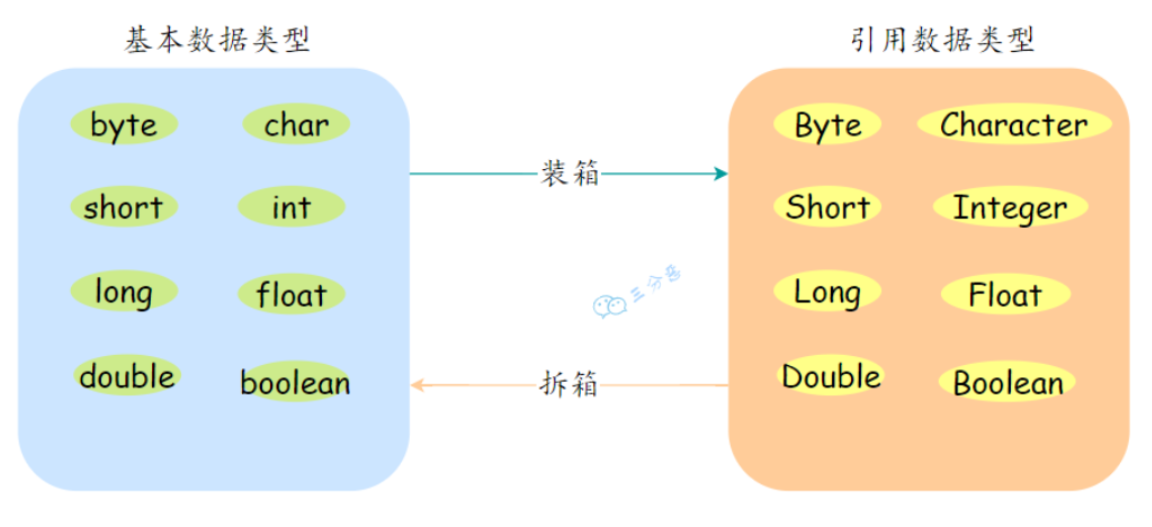 基本数据类型
引用数据类型
byte char
short int
long float
double boolean
装箱
拆箱
Byte Character
Short Integer
Long Float
Double Boolean
三分恶